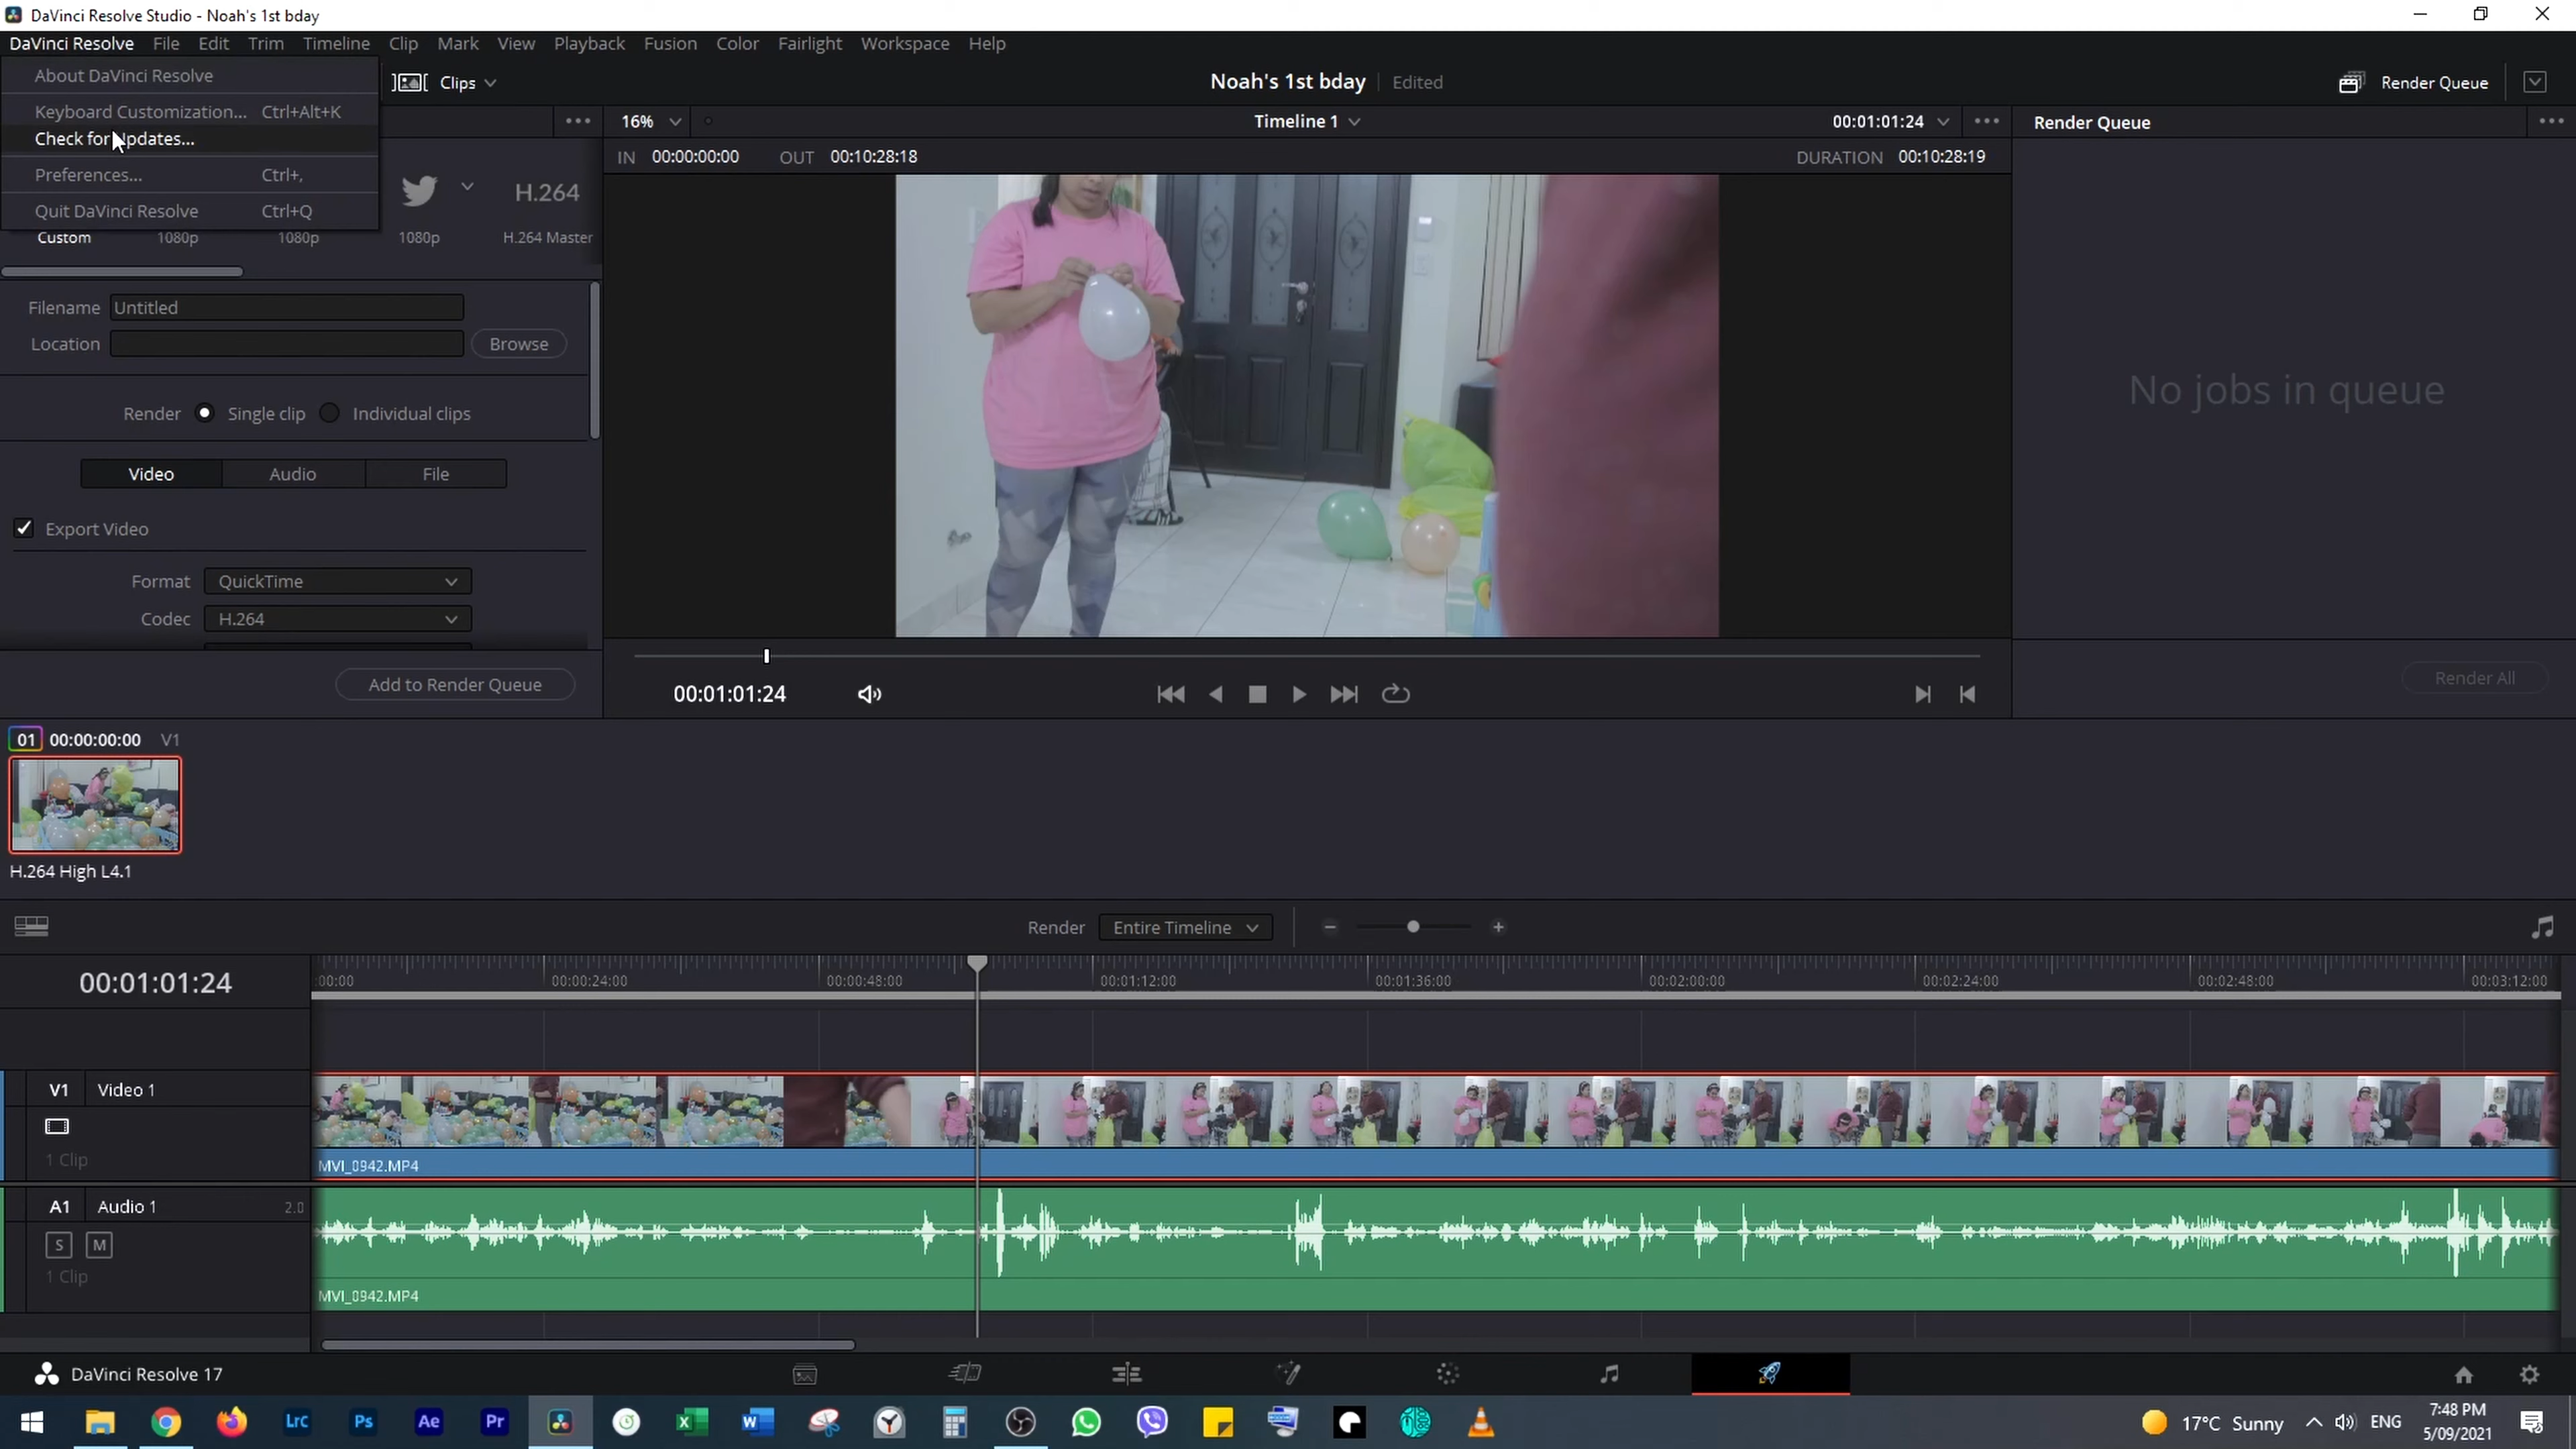 DaVinci Resolve Studio - Noah's 1st bday
DaVinci Resolve File Edit Trim Timeline Clip Mark View Playback Fusion Color Fairlight Workspace Help
About DaVinci Resolve
Keyboard Customization... Ctrl+Alt+K
Preferences... Ctrl+,
Quit DaVinci Resolve Ctrl+Q
Clips
Noah's 1st bday Edited
Render Queue
16%
Timeline 1
00:01:01:24
Render Queue
IN 00:00:00:00 OUT 00:10:28:18
DURATION 00:10:28:19
H.264
Custom 1080p 1080p 1080p H.264 Master
Filename Untitled
Location Browse
Render Single clip Individual clips
Video Audio File
Export Video
Format QuickTime
Codec H.264
Add to Render Queue
No jobs in queue
Render All
00:01:01:24
01 00:00:00:00 V1
H.264 High L4.1
Render Entire Timeline
00:01:01:24
:00:00 00:00:24:00 00:00:48:00 00:01:12:00 00:01:36:00 00:02:00:00 00:02:24:00 00:02:48:00 00:03:12:00
V1 Video 1
1 Clip
MVI_0942.MP4
A1 Audio 1 2.0
S M
1 Clip
MVI_0942.MP4
DaVinci Resolve 17
Lrc Ps Ae Pr
17°C Sunny
ENG
7:48 PM
5/09/2021